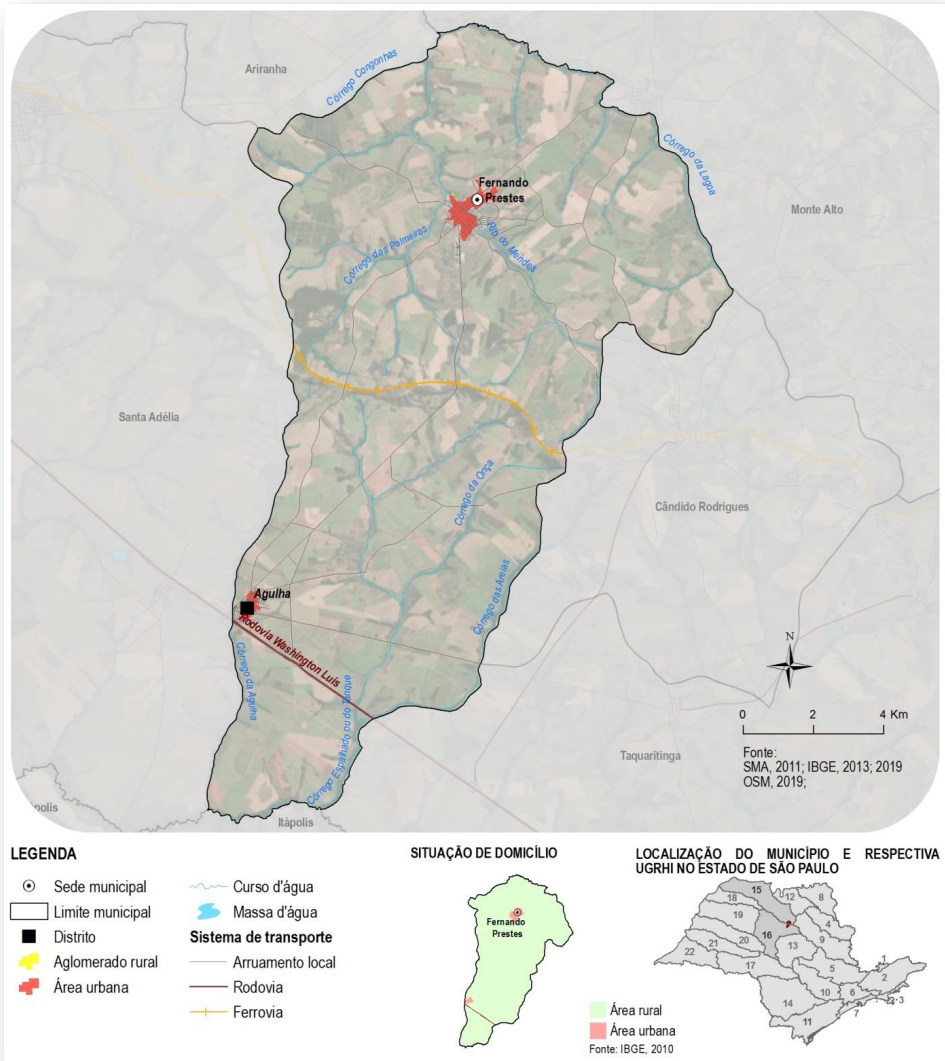 Ariranha
Córrego Congonhas
Córrego da Lagoa
Fernando
Prestes
Monte Alto
Córrego das Palmeiras
Rib do Mendes
Santa Adélia
Córrego da Onça
Cândido Rodrigues
Córrego das Areias
Agulha
Rodovia Washington Luís
Córrego da Agulha
Córrego Espalhado ou do Tanque
N
0 2 4 Km
Taquaritinga
Fonte:
SMA, 2011; IBGE, 2013; 2019
OSM, 2019;
Itápolis
LEGENDA
Sede municipal
Limite municipal
Distrito
Aglomerado rural
Área urbana
Curso d'água
Massa d'água
Sistema de transporte
Arruamento local
Rodovia
Ferrovia
SITUAÇÃO DE DOMICÍLIO
Fernando
Prestes
Área rural
Área urbana
Fonte: IBGE, 2010
LOCALIZAÇÃO DO MUNICÍPIO E RESPECTIVA
UGRHI NO ESTADO DE SÃO PAULO
15
12
8
18
19
4
16
9
22
21
20
13
17
5
1
2
10
6
3
14
7
11